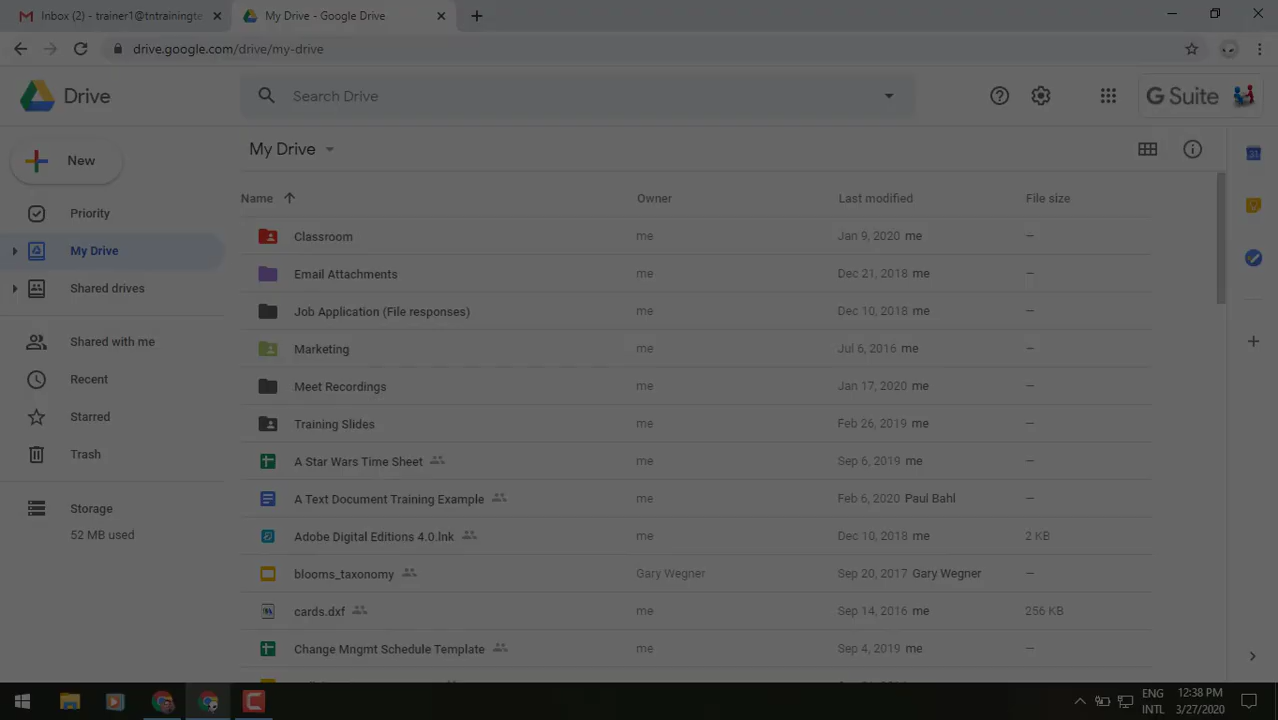 Inbox (2) - trainer1@tntrainingte
My Drive - Google Drive
drive.google.com/drive/my-drive
Drive
Search Drive
G Suite
New
My Drive
31
Name
Owner
Last modified
File size
Priority
My Drive
Shared drives
Shared with me
Recent
Starred
Trash
Storage
52 MB used
Classroom me Jan 9, 2020 me –
Email Attachments me Dec 21, 2018 me –
Job Application (File responses) me Dec 10, 2018 me –
Marketing me Jul 6, 2016 me –
Meet Recordings me Jan 17, 2020 me –
Training Slides me Feb 26, 2019 me –
A Star Wars Time Sheet me Sep 6, 2019 me –
A Text Document Training Example me Feb 6, 2020 Paul Bahl –
Adobe Digital Editions 4.0.lnk me Dec 10, 2018 me 2 KB
blooms_taxonomy Gary Wegner Sep 20, 2017 Gary Wegner –
cards.dxf me Sep 14, 2016 me 256 KB
Change Mngmt Schedule Template me Sep 4, 2019 me –
ENG
INTL
12:38 PM
3/27/2020